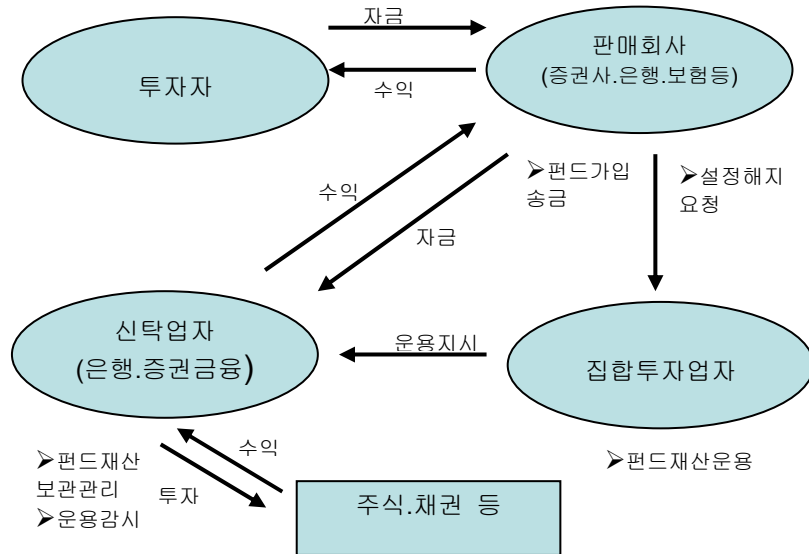 자금
판매회사
(증권사.은행.보험등)
투자자
수익
수익
➢펀드가입
송금
➢설정해지
요청
자금
신탁업자
(은행.증권금융)
운용지시
집합투자업자
➢펀드재산
보관관리
➢운용감시
수익
투자
➢펀드재산운용
주식.채권 등